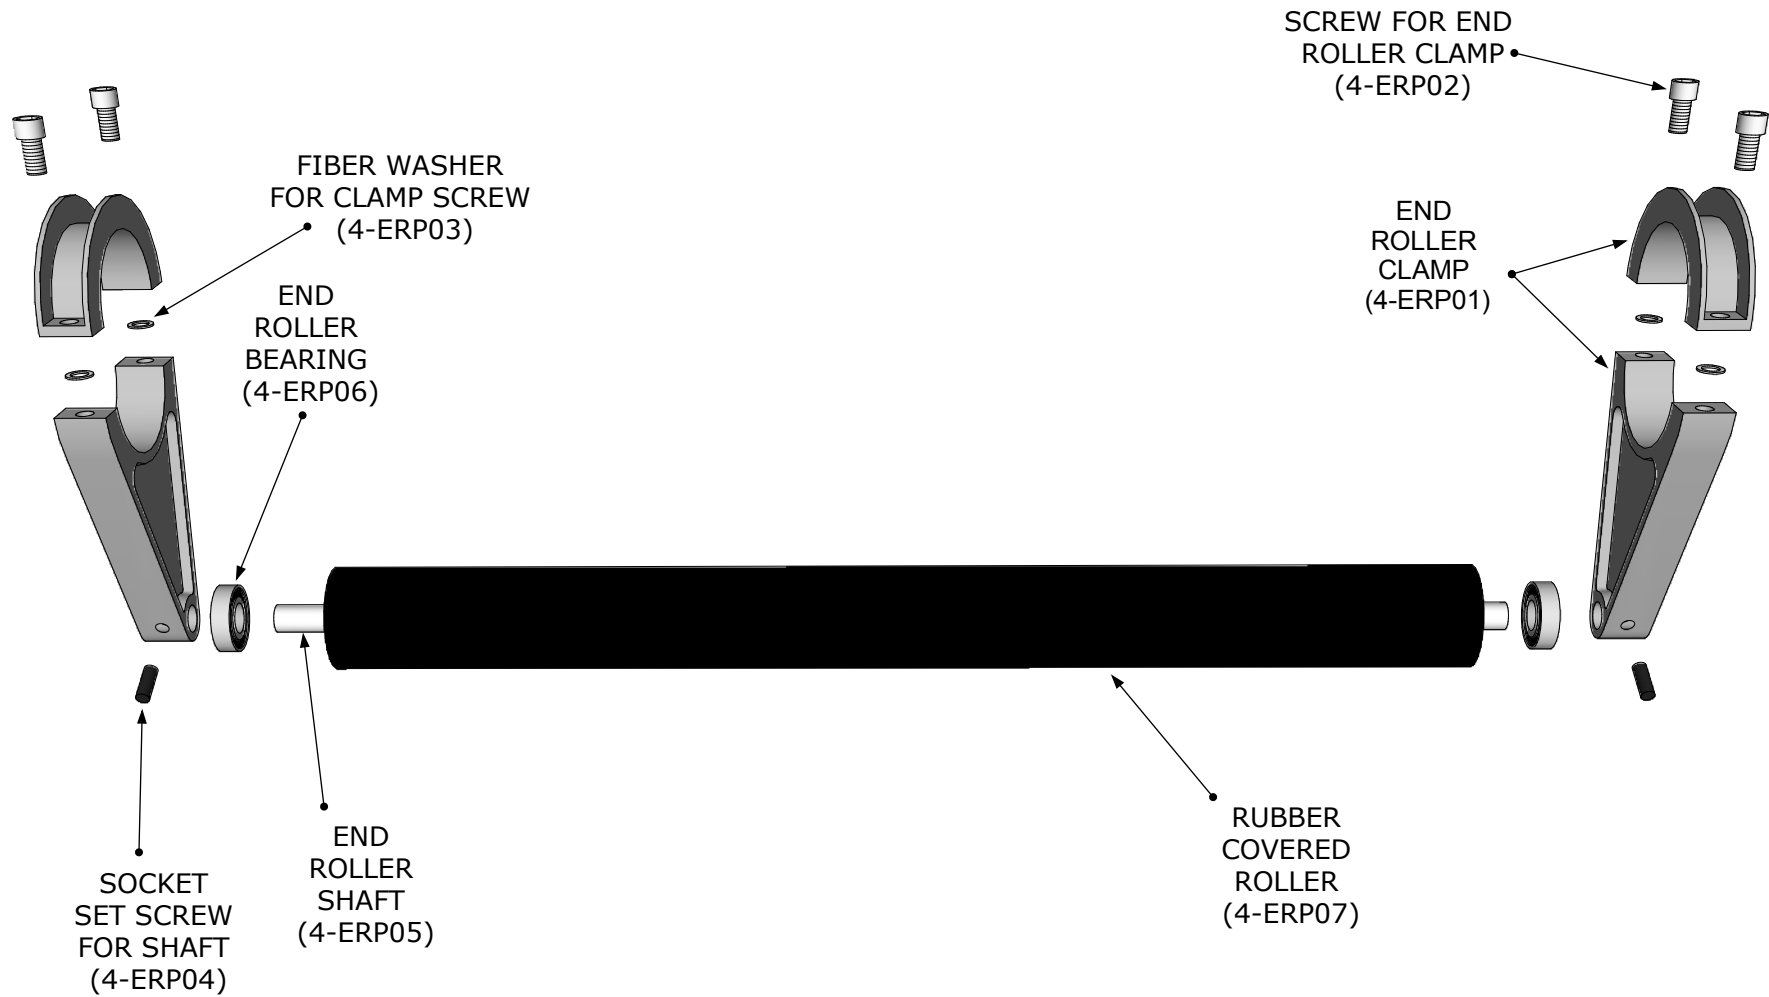 SCREW FOR END
ROLLER CLAMP
(4-ERP02)
FIBER WASHER
FOR CLAMP SCREW
(4-ERP03)
END
ROLLER
CLAMP
(4-ERP01)
END
ROLLER
BEARING
(4-ERP06)
RUBBER
COVERED
ROLLER
(4-ERP07)
END
ROLLER
SHAFT
(4-ERP05)
SOCKET
SET SCREW
FOR SHAFT
(4-ERP04)